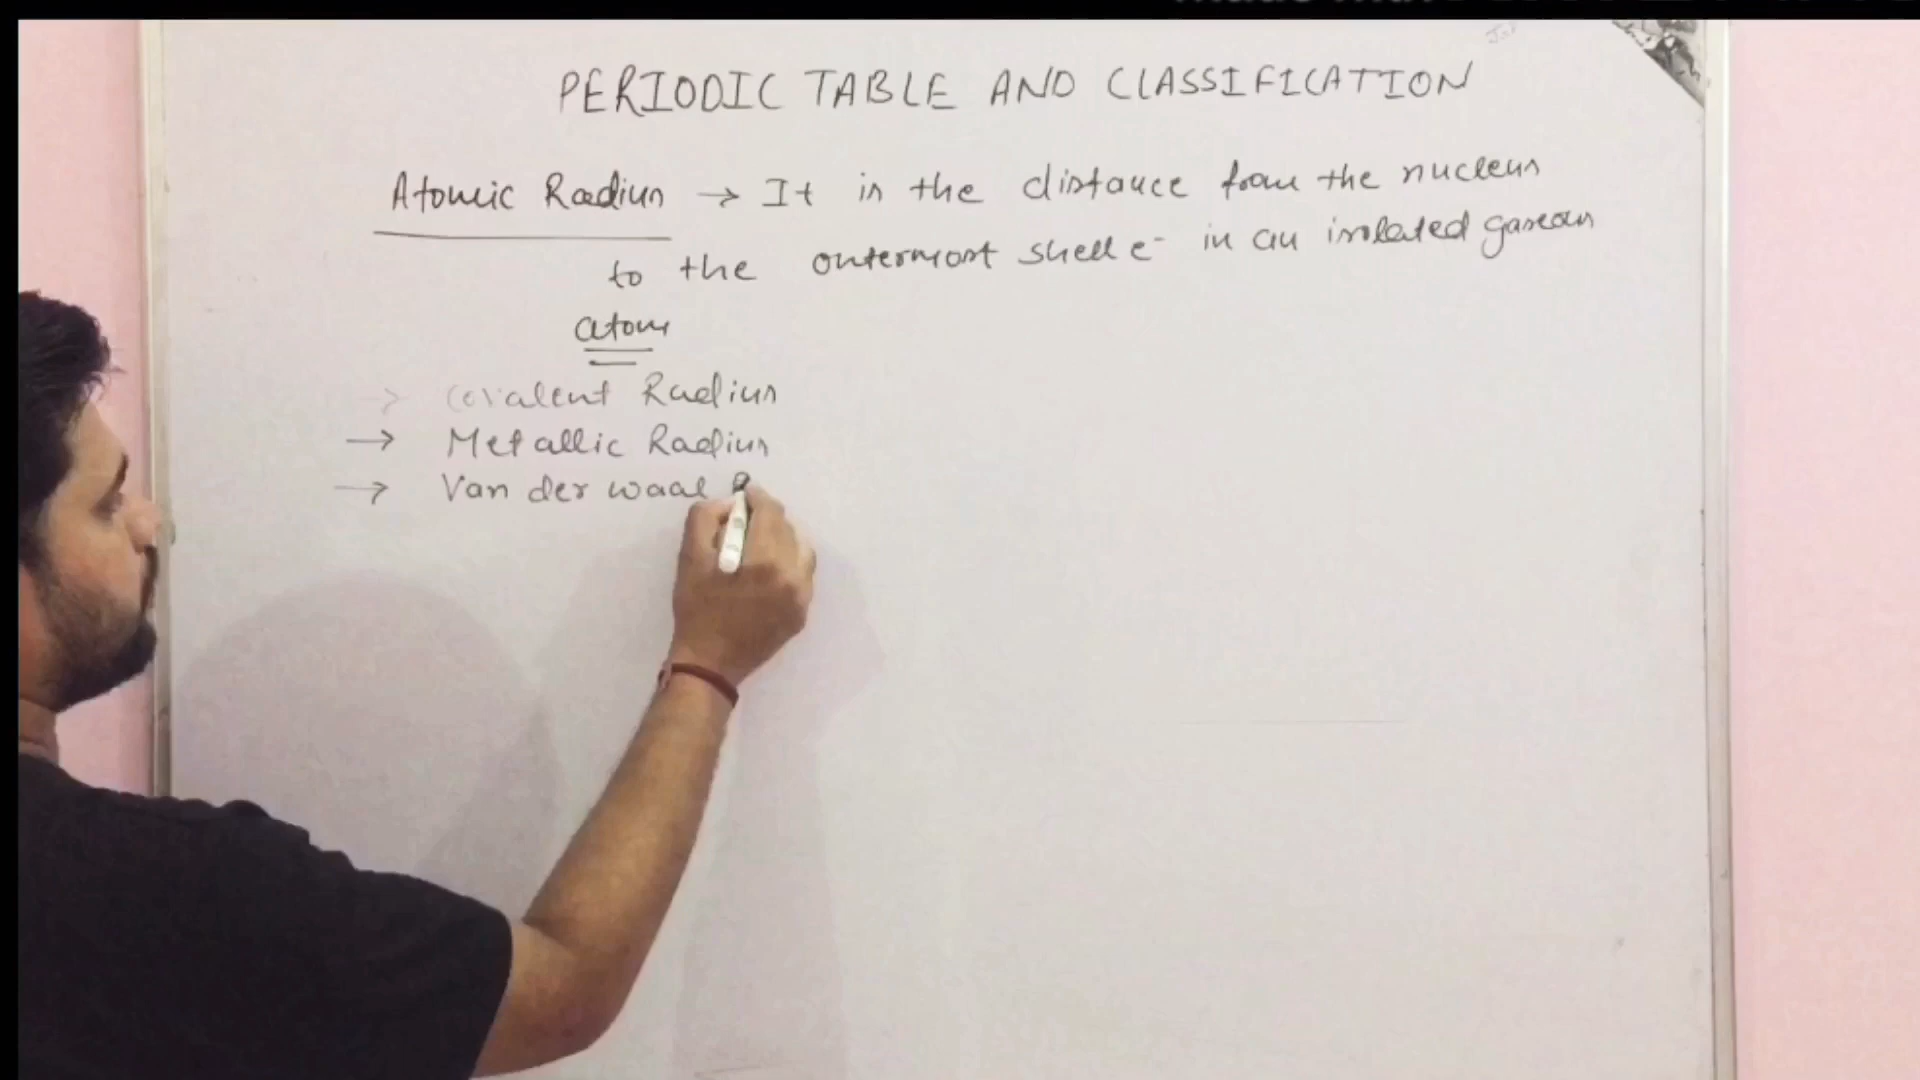 PERIODIC TABLE AND CLASSIFICATION
Atomic Radius → It is the distance from the nucleus
to the outermost shell e⁻ in an isolated gaseous
atom
→ Covalent Radius
→ Metallic Radius
→ Van der waal R